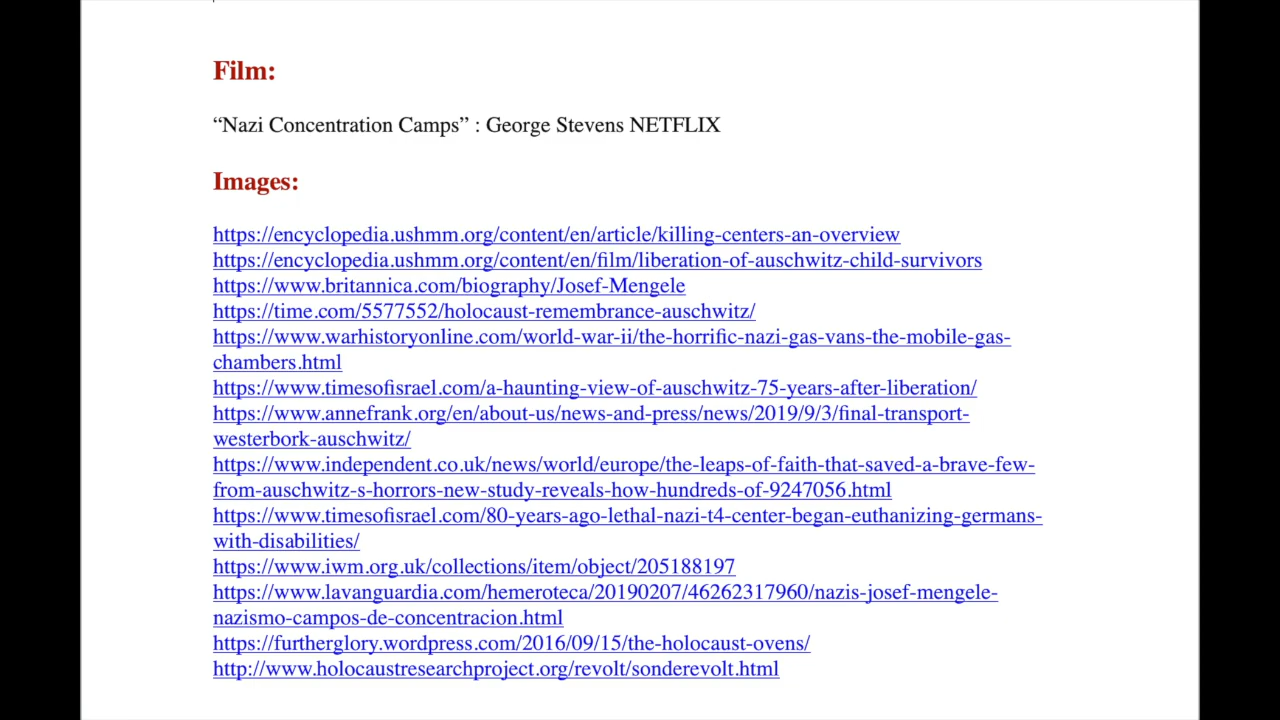 Film:
“Nazi Concentration Camps” : George Stevens NETFLIX
Images:
https://encyclopedia.ushmm.org/content/en/article/killing-centers-an-overview
https://encyclopedia.ushmm.org/content/en/film/liberation-of-auschwitz-child-survivors
https://www.britannica.com/biography/Josef-Mengele
https://time.com/5577552/holocaust-remembrance-auschwitz/
https://www.warhistoryonline.com/world-war-ii/the-horrific-nazi-gas-vans-the-mobile-gas-
chambers.html
https://www.timesofisrael.com/a-haunting-view-of-auschwitz-75-years-after-liberation/
https://www.annefrank.org/en/about-us/news-and-press/news/2019/9/3/final-transport-
westerbork-auschwitz/
https://www.independent.co.uk/news/world/europe/the-leaps-of-faith-that-saved-a-brave-few-
from-auschwitz-s-horrors-new-study-reveals-how-hundreds-of-9247056.html
https://www.timesofisrael.com/80-years-ago-lethal-nazi-t4-center-began-euthanizing-germans-
with-disabilities/
https://www.iwm.org.uk/collections/item/object/205188197
https://www.lavanguardia.com/hemeroteca/20190207/46262317960/nazis-josef-mengele-
nazismo-campos-de-concentracion.html
https://furtherglory.wordpress.com/2016/09/15/the-holocaust-ovens/
http://www.holocaustresearchproject.org/revolt/sonderevolt.html